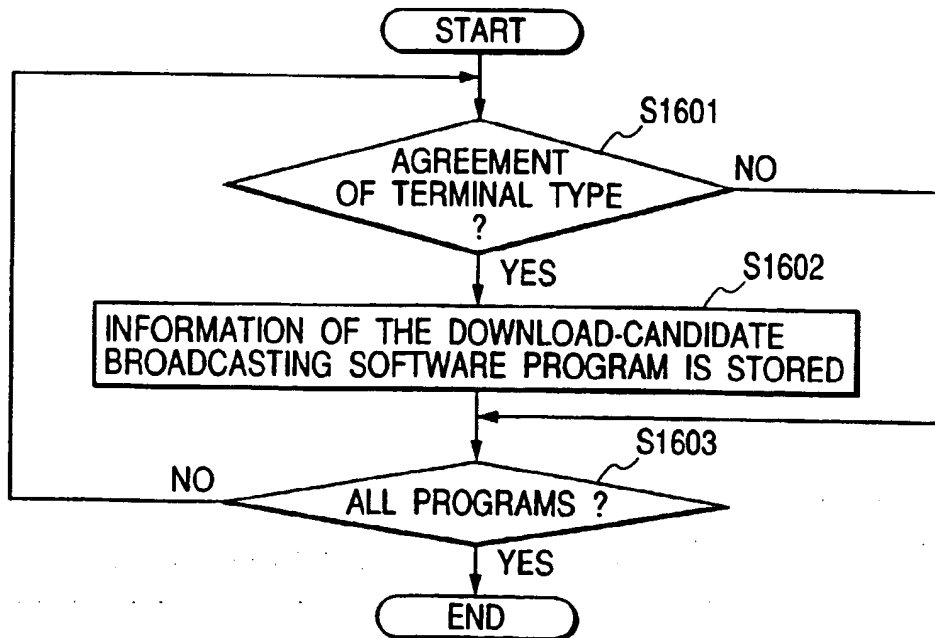 START
S1601
AGREEMENT
OF TERMINAL TYPE
?
NO
YES
S1602
INFORMATION OF THE DOWNLOAD-CANDIDATE
BROADCASTING SOFTWARE PROGRAM IS STORED
S1603
NO
ALL PROGRAMS ?
YES
END